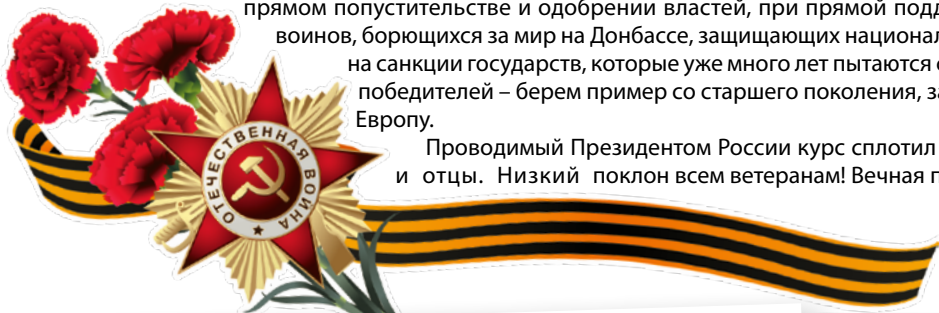 прямом попустительстве и одобрении властей, при прямой
воинов, борющихся за мир на Донбассе, защищающих
на санкции государств, которые уже много лет пытаются
победителей – берем пример со старшего поколения,
Европу.
Проводимый Президентом России курс сплотил
и отцы. Низкий поклон всем ветеранам! Вечная
ОТЕЧЕСТВЕННАЯ ВОЙНА